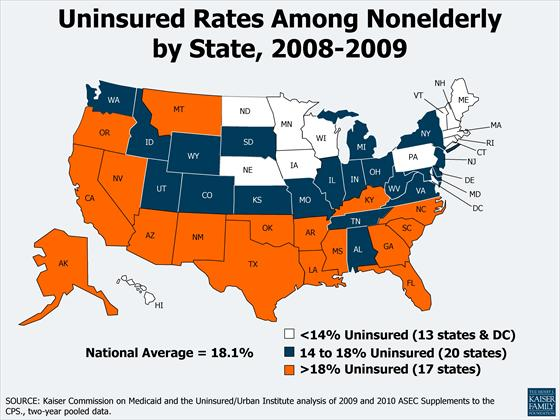 Uninsured Rates Among Nonelderly
by State, 2008-2009
NH
VT
ME
WA
MT
ND
MN
MA
OR
ID
SD
WI
MI
NY
RI
CT
WY
IA
PA
NJ
NE
NV
UT
CO
KS
MO
IL
IN
OH
WV
VA
DE
MD
DC
KY
CA
AZ
NM
OK
AR
TN
NC
SC
TX
LA
MS
AL
GA
FL
AK
HI
<14% Uninsured (13 states & DC)
National Average = 18.1%
14 to 18% Uninsured (20 states)
>18% Uninsured (17 states)
SOURCE: Kaiser Commission on Medicaid and the Uninsured/Urban Institute analysis of 2009 and 2010 ASEC Supplements to the
CPS., two-year pooled data.
THE HENRY J.
KAISER
FAMILY
FOUNDATION